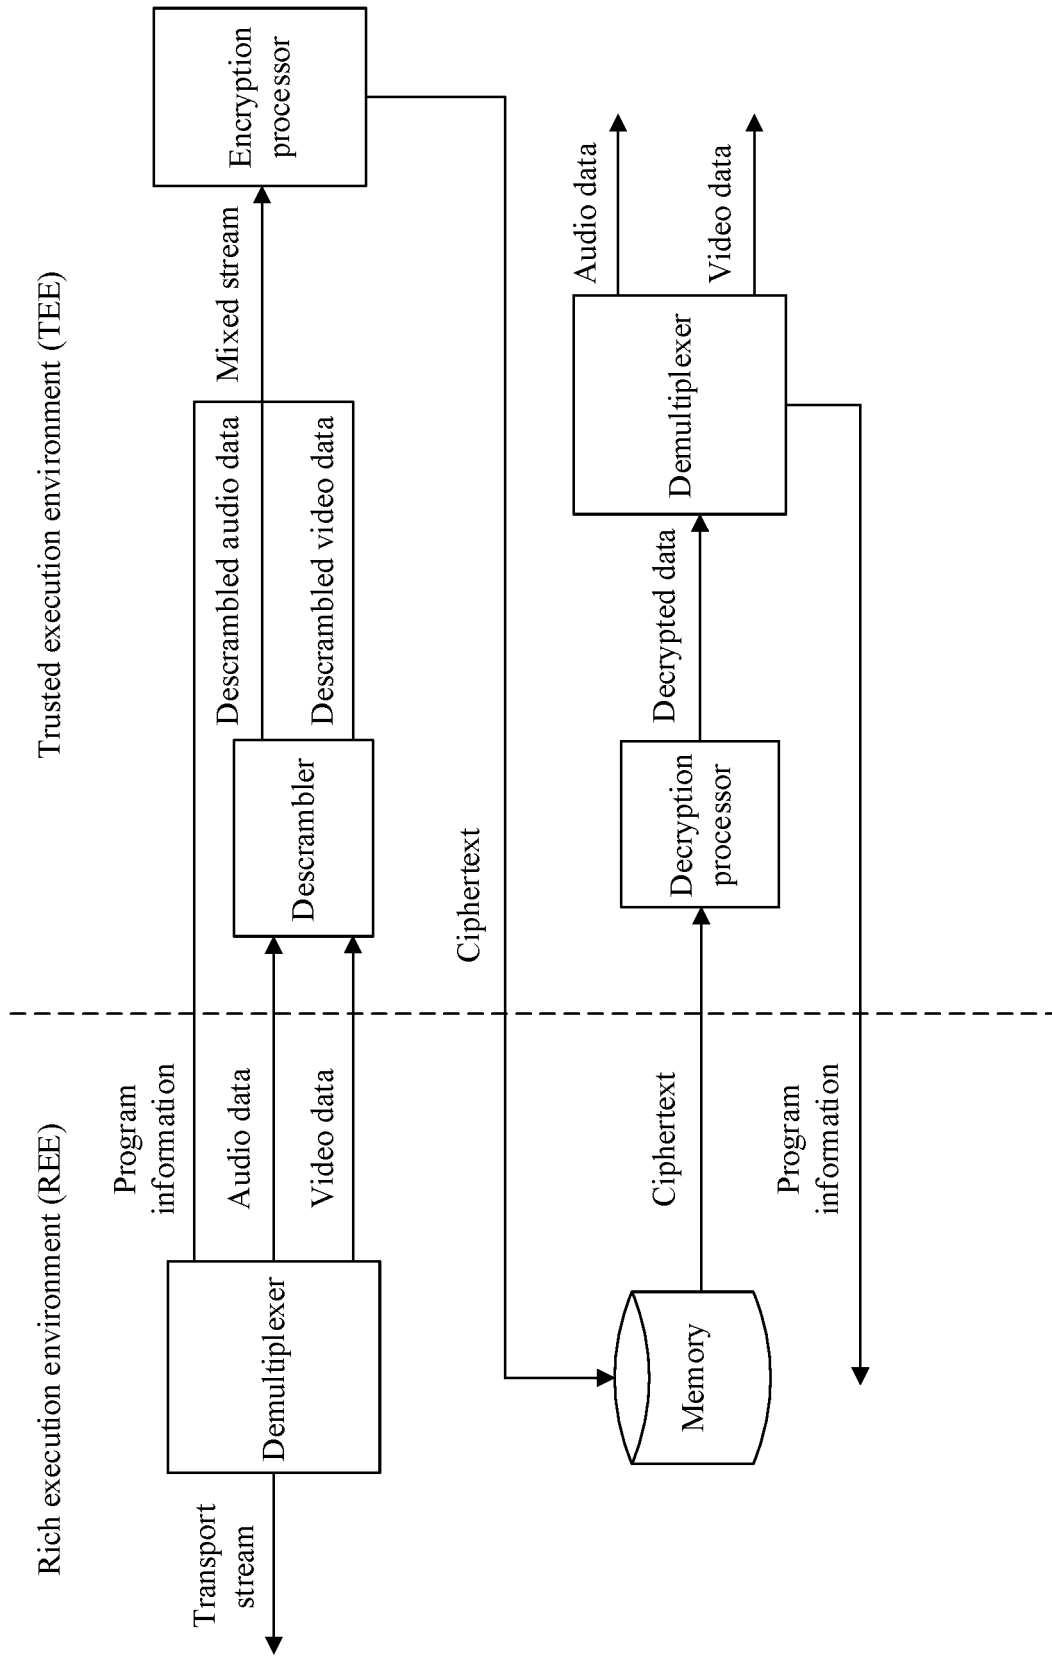 Rich execution environment (REE)
Trusted execution environment (TEE)
Transport
stream
Demultiplexer
Program
information
Audio data
Video data
Descrambler
Descrambled audio data
Descrambled video data
Mixed stream
Encryption
processor
Ciphertext
Memory
Ciphertext
Decryption
processor
Decrypted data
Demultiplexer
Audio data
Video data
Program
information